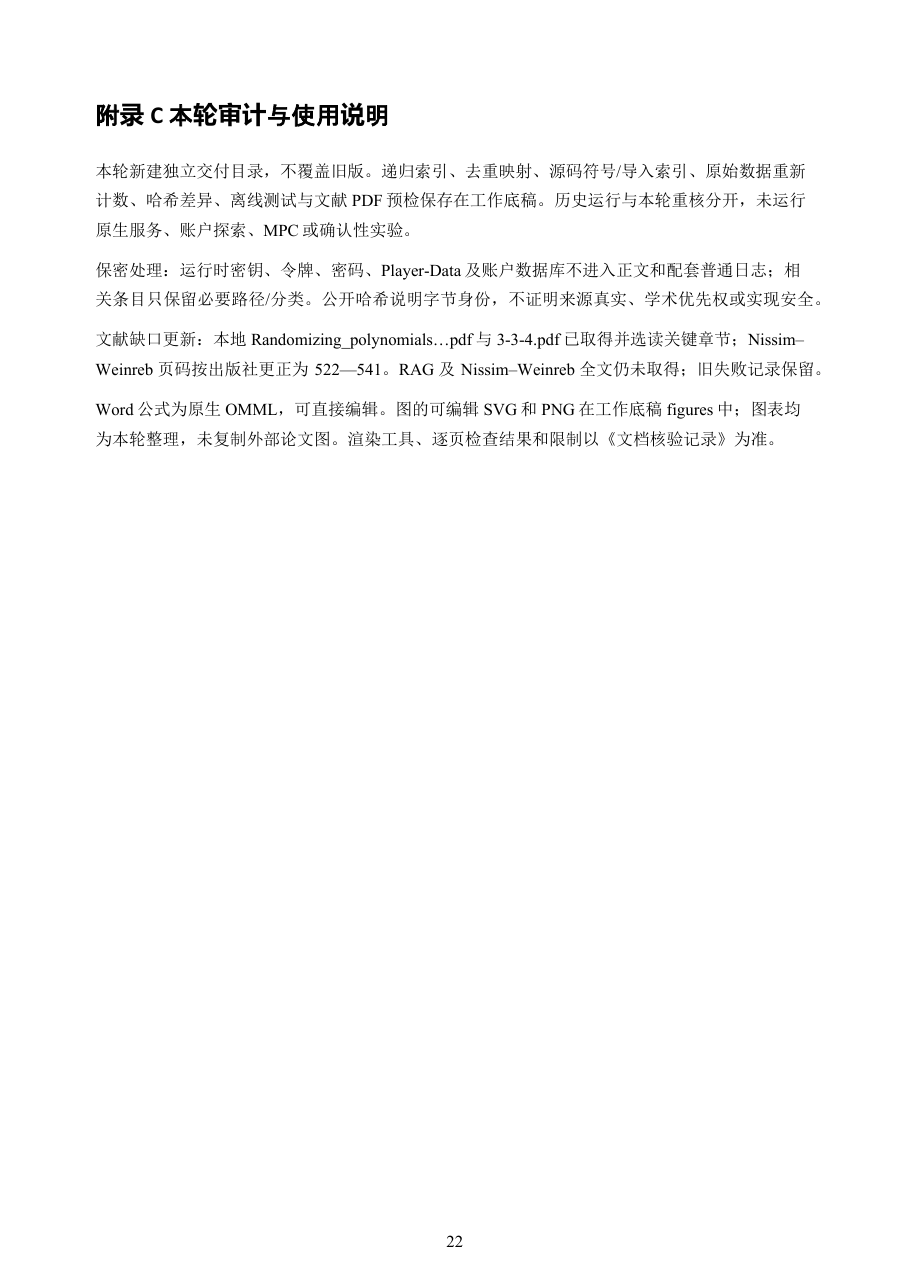 附录 C 本轮审计与使用说明
本轮新建独立交付目录，不覆盖旧版。递归索引、去重映射、源码符号/导入索引、原始数据重新
计数、哈希差异、离线测试与文献 PDF 预检保存在工作底稿。历史运行与本轮重核分开，未运行
原生服务、账户探索、MPC 或确认性实验。
保密处理：运行时密钥、令牌、密码、Player-Data 及账户数据库不进入正文和配套普通日志；相
关条目只保留必要路径/分类。公开哈希说明字节身份，不证明来源真实、学术优先权或实现安全。
文献缺口更新：本地 Randomizing_polynomials…pdf 与 3-3-4.pdf 已取得并选读关键章节；Nissim–
Weinreb 页码按出版社更正为 522—541。RAG 及 Nissim–Weinreb 全文仍未取得；旧失败记录保留。
Word 公式为原生 OMML，可直接编辑。图的可编辑 SVG 和 PNG 在工作底稿 figures 中；图表均
为本轮整理，未复制外部论文图。渲染工具、逐页检查结果和限制以《文档核验记录》为准。
22